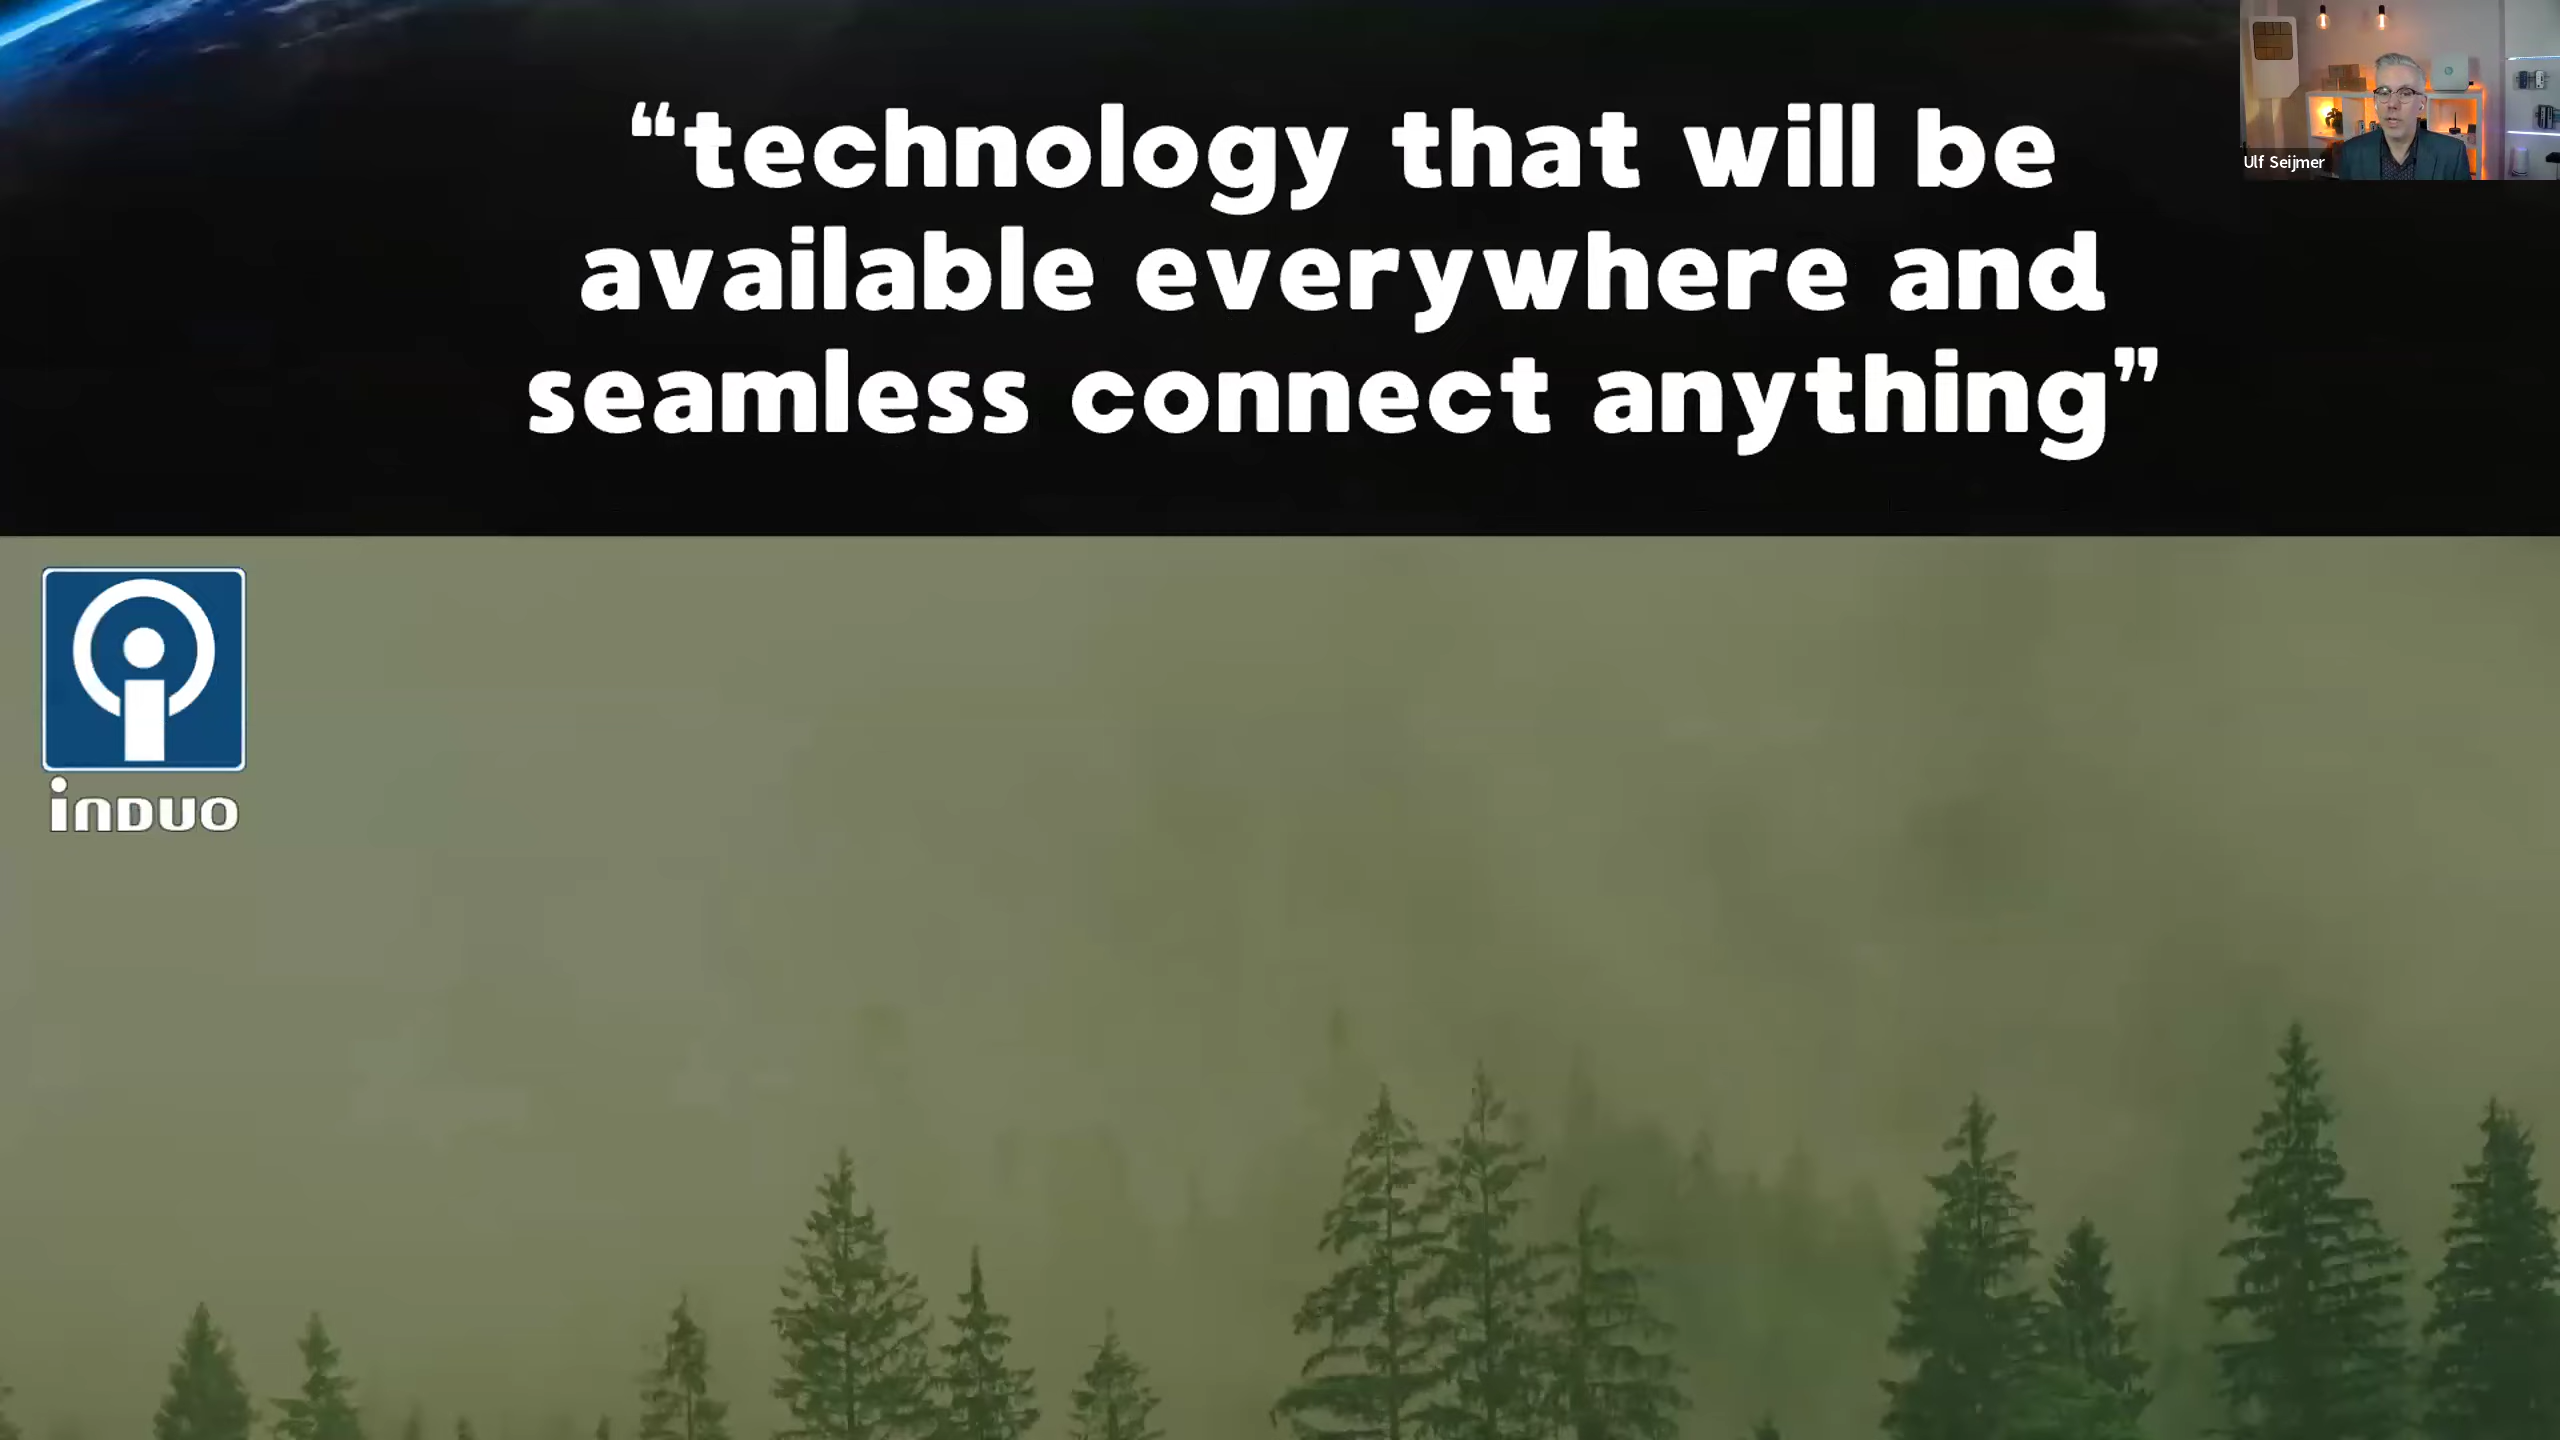 “technology that will be
available everywhere and
seamless connect anything”
Ulf Seijmer
inDUO